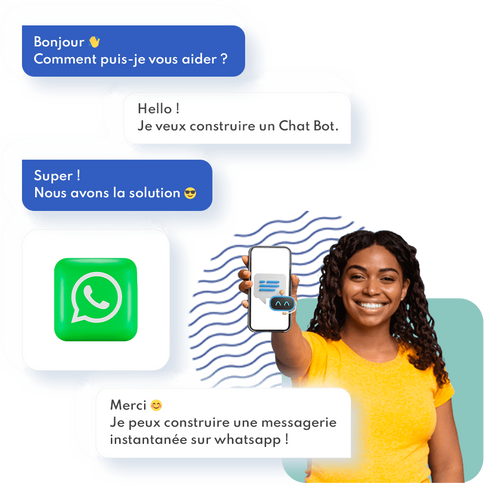 Bonjour 👋
Comment puis-je vous aider ?
Hello !
Je veux construire un Chat Bot.
Super !
Nous avons la solution 😎
Merci 😊
Je peux construire une messagerie
instantanée sur whatsapp !